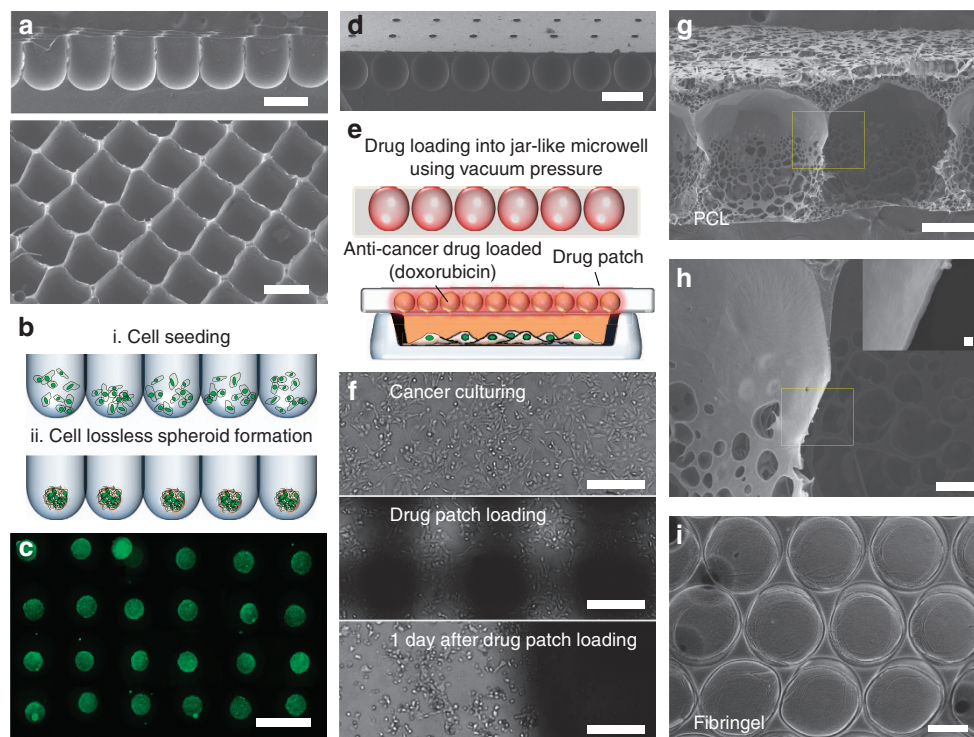 a
b
i. Cell seeding
ii. Cell lossless spheroid formation
c
d
e
Drug loading into jar-like microwell
using vacuum pressure
Anti-cancer drug loaded
(doxorubicin)
Drug patch
f
Cancer culturing
Drug patch loading
1 day after drug patch loading
g
PCL
h
i
Fibringel